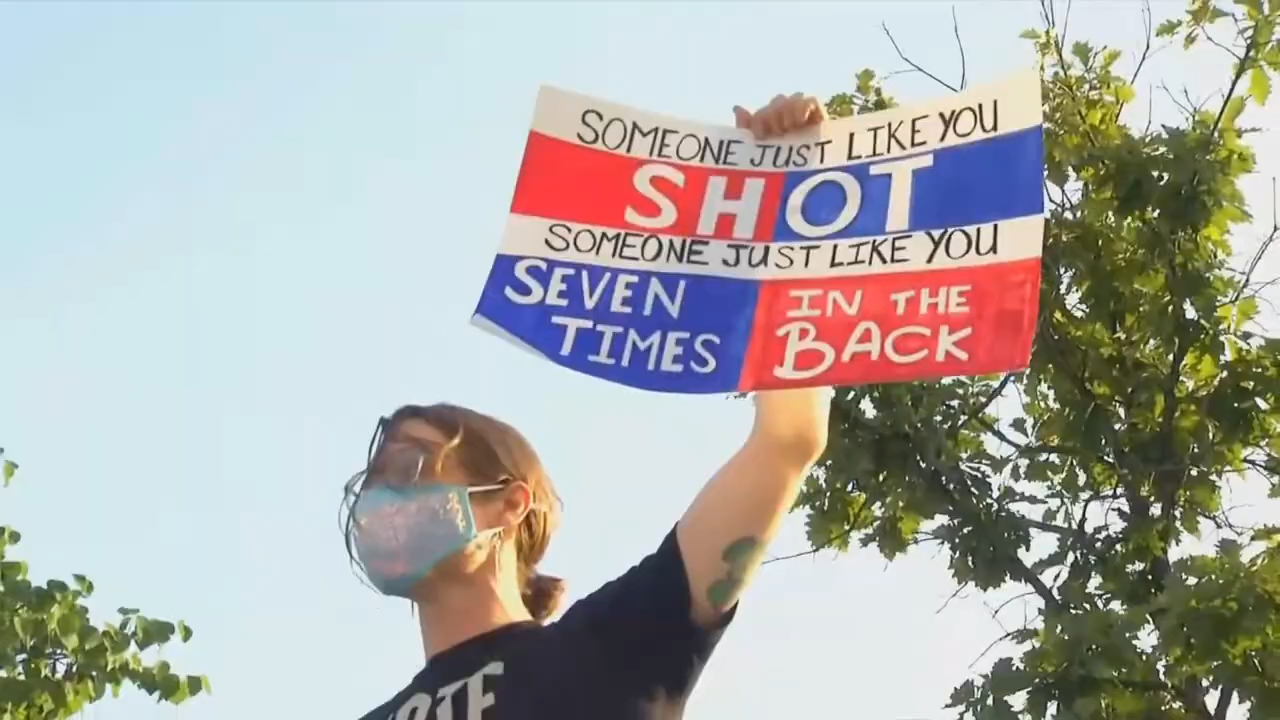 SOMEONE JUST LIKE YOU
SHOT
SOMEONE JUST LIKE YOU
SEVEN
TIMES
IN THE
BACK